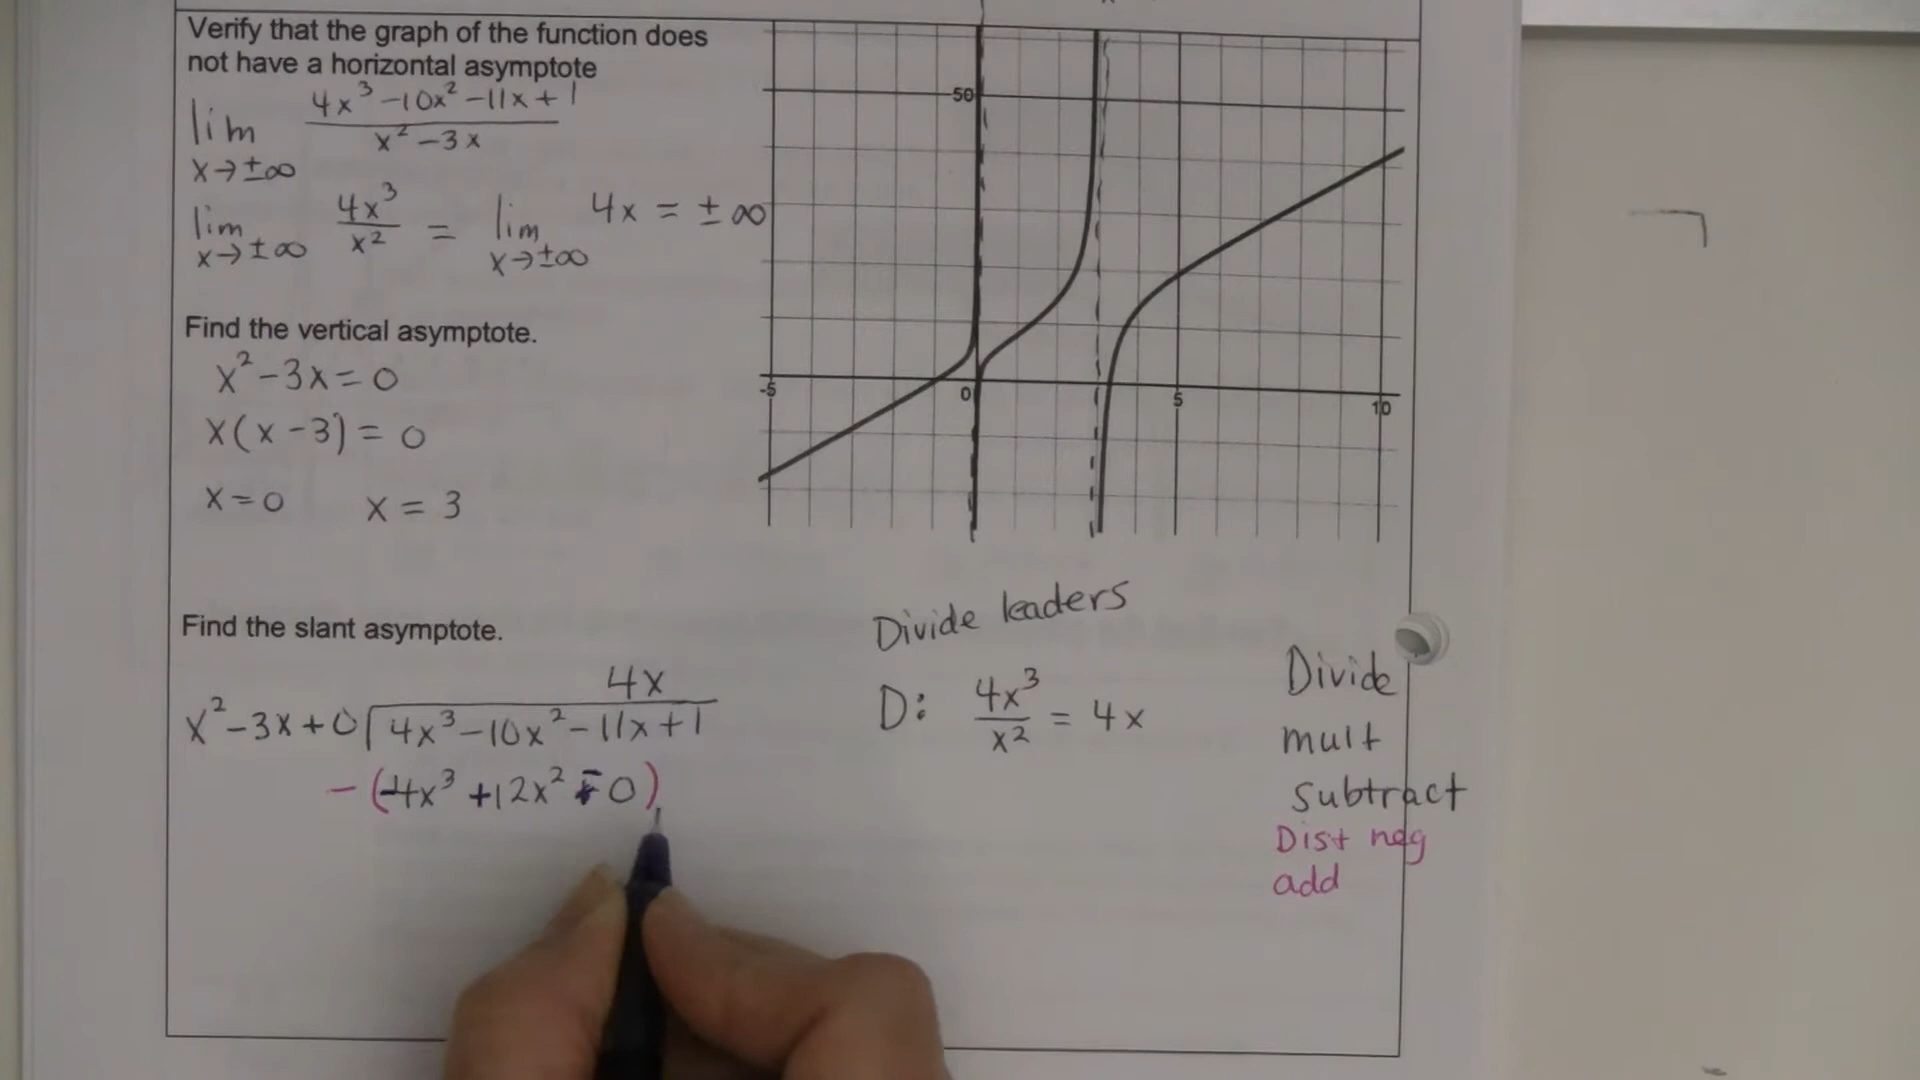 Verify that the graph of the function does
not have a horizontal asymptote
lim 4x³ - 10x² - 11x + 1 / x² - 3x
x→±∞
lim 4x³/x² = lim 4x = ±∞
x→±∞ x→±∞
Find the vertical asymptote.
x² - 3x = 0
x(x - 3) = 0
x = 0 x = 3
50
-5 0 5 10
Find the slant asymptote.
4x
x² - 3x + 0 4x³ - 10x² - 11x + 1
- (-4x³ + 12x² - 0)
Divide leaders
D: 4x³/x² = 4x
Divide
mult
subtract
Dist neg
add